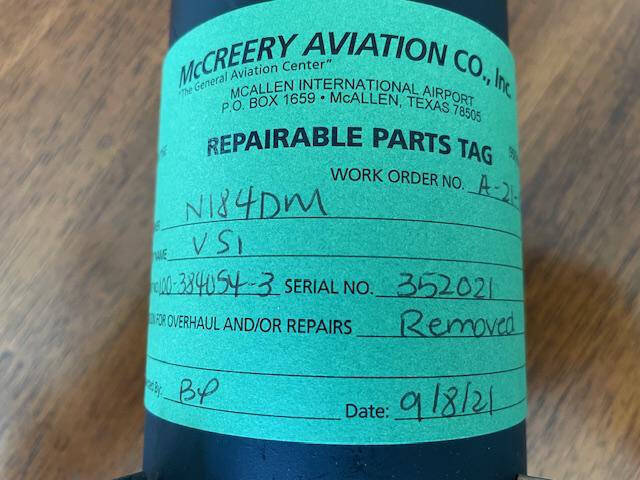 McCREERY AVIATION CO., Inc.
"The General Aviation Center"
MCALLEN INTERNATIONAL AIRPORT
P.O. BOX 1659 • McALLEN, TEXAS 78505
REPAIRABLE PARTS TAG
WORK ORDER NO. A-21-
N184DM
NAME VSI
100-384054-3 SERIAL NO. 352021
FOR OVERHAUL AND/OR REPAIRS Removed
By: BP
Date: 9/8/21